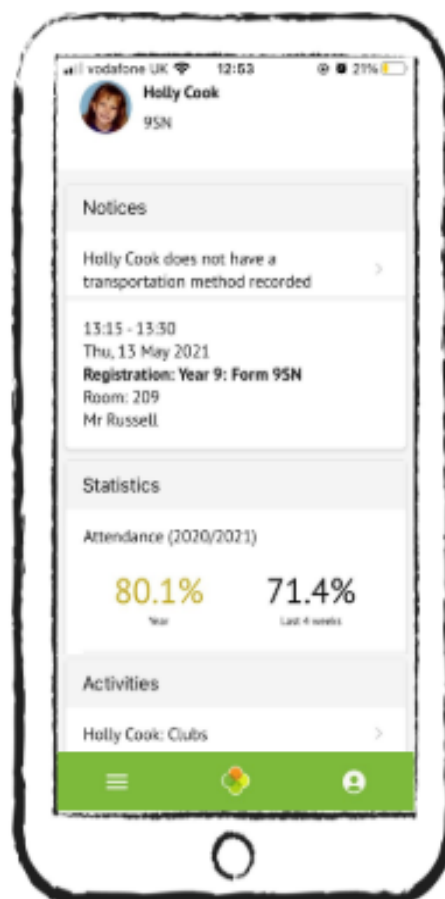 vodafone UK 12:53 21%
Holly Cook
9SN
Notices
Holly Cook does not have a
transportation method recorded
13:15 - 13:30
Thu, 13 May 2021
Registration: Year 9: Form 9SN
Room: 209
Mr Russell
Statistics
Attendance (2020/2021)
80.1% 71.4%
Year Last 4 weeks
Activities
Holly Cook: Clubs